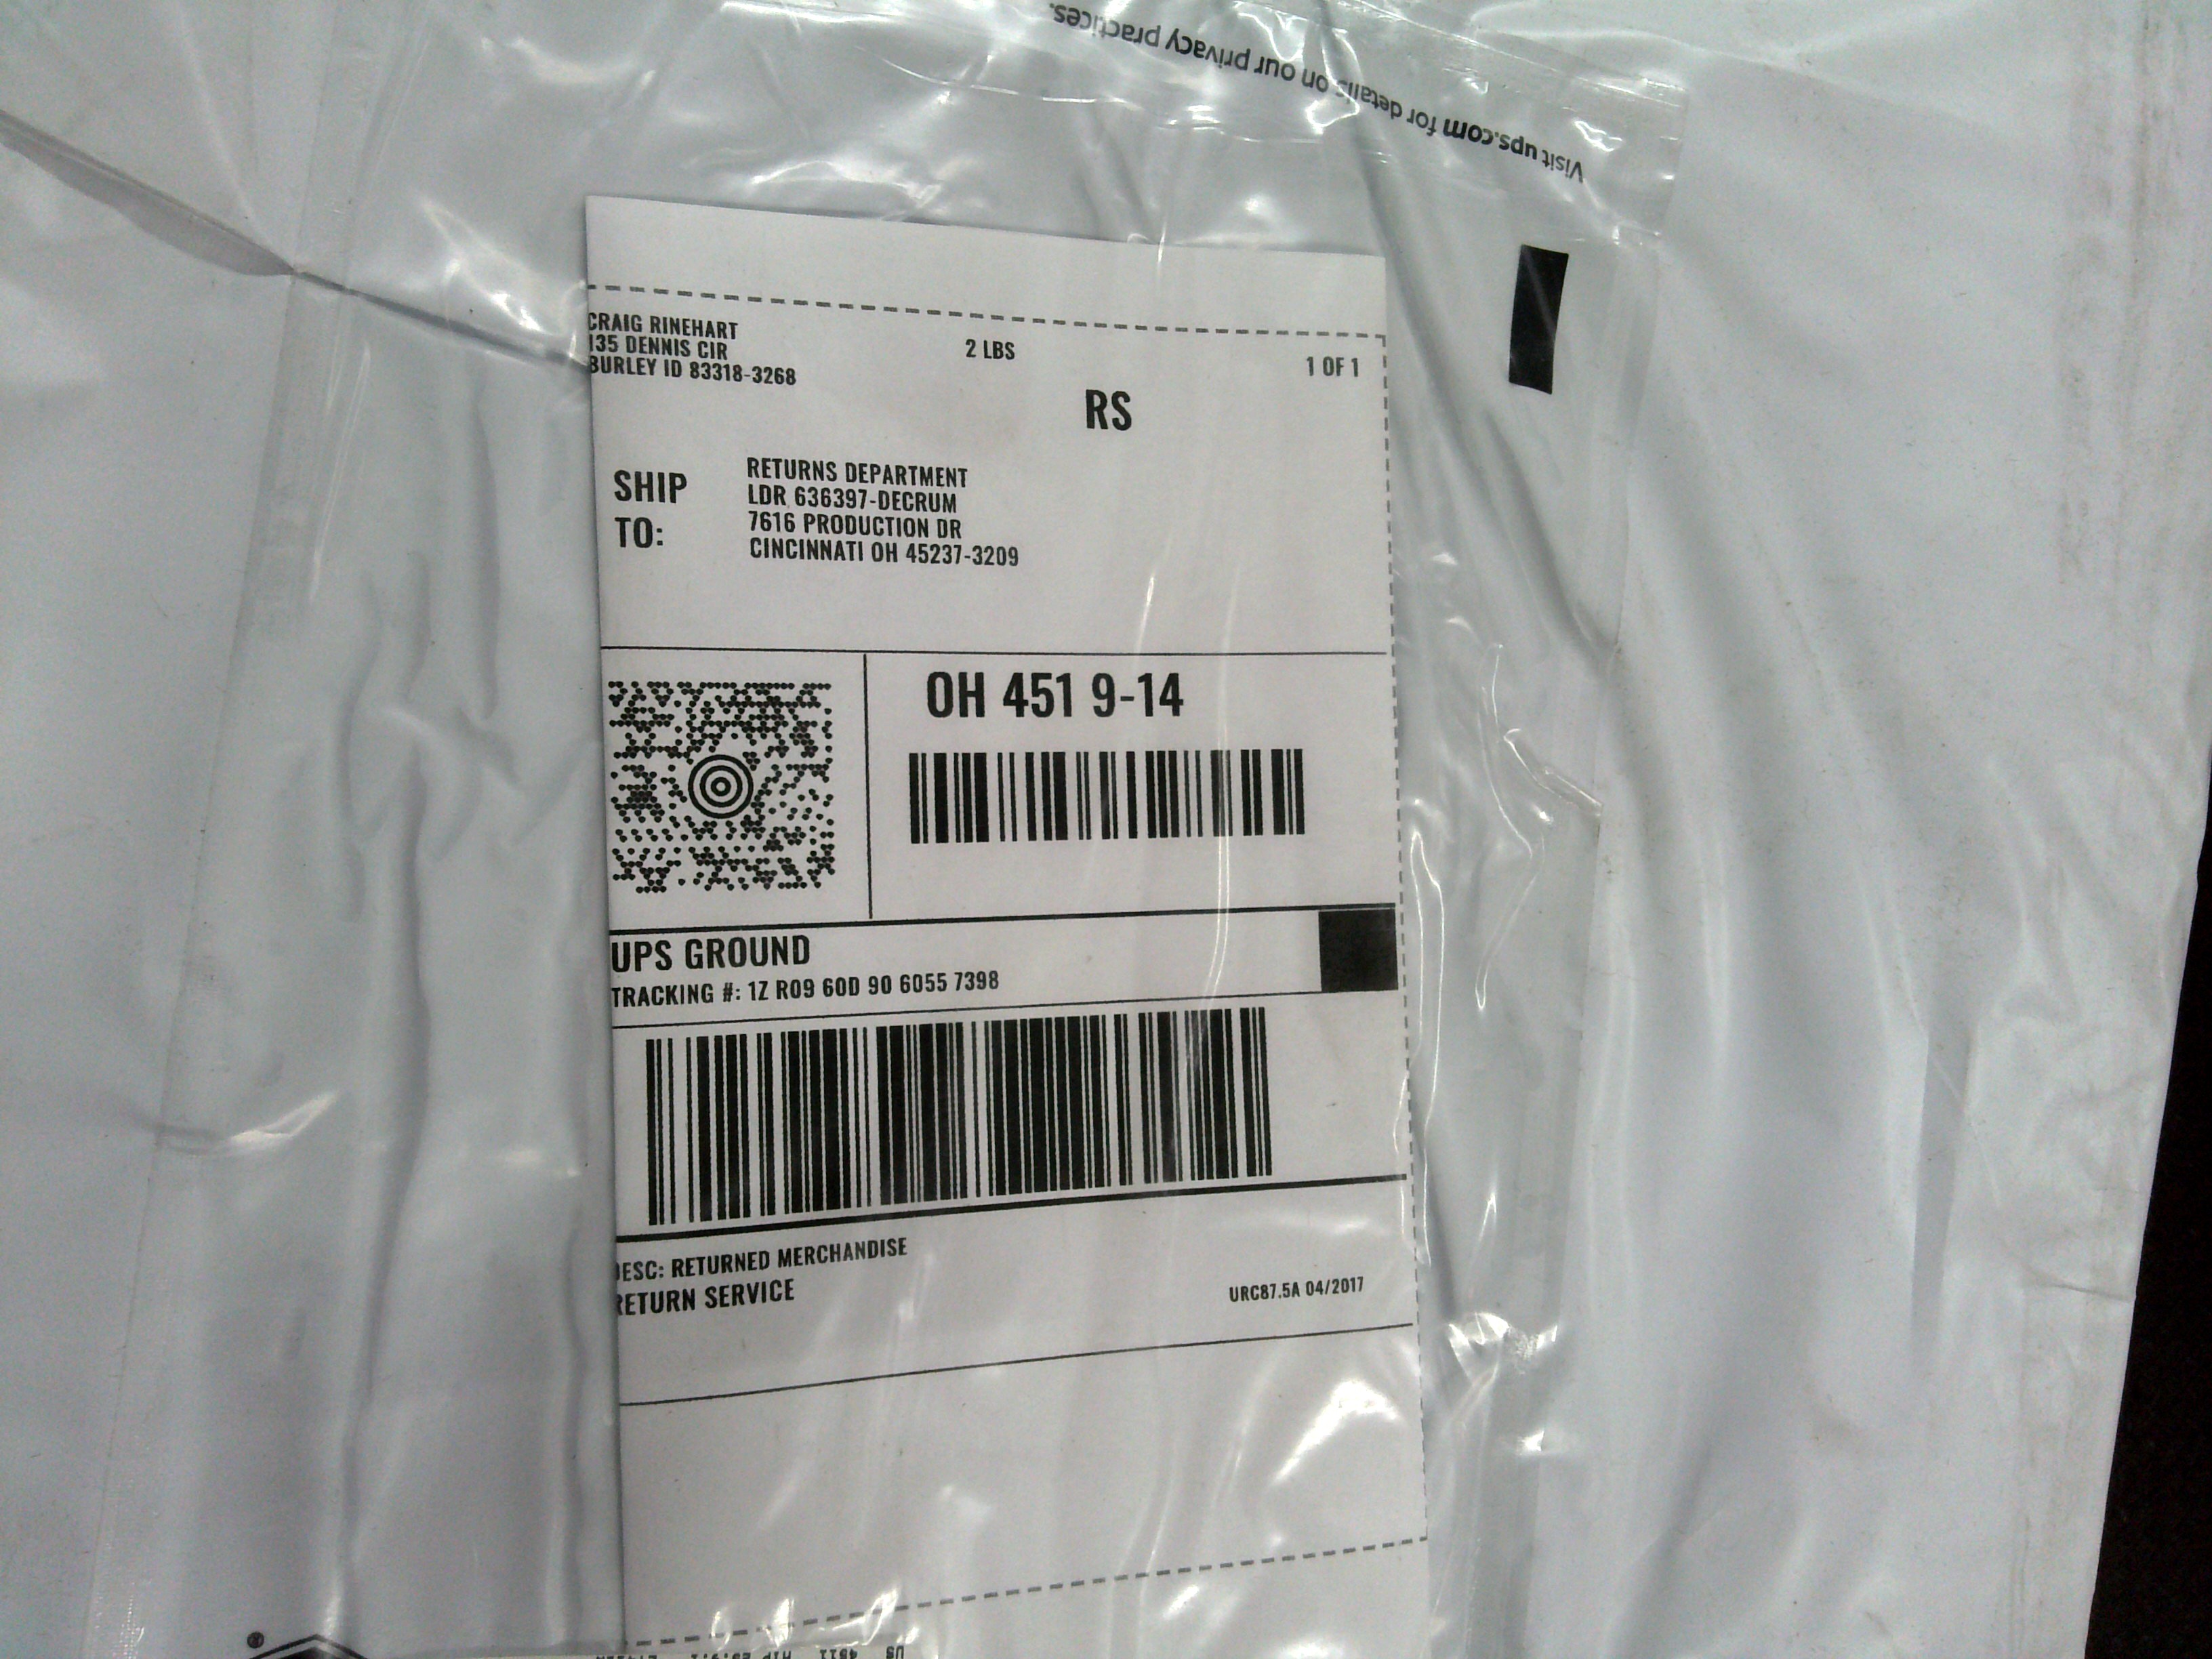 Visit ups.com for details on our privacy practices.
CRAIG RINEHART
135 DENNIS CIR
BURLEY ID 83318-3268
2 LBS
1 OF 1
RS
SHIP TO:
RETURNS DEPARTMENT
LDR 636397-DECRUM
7616 PRODUCTION DR
CINCINNATI OH 45237-3209
OH 451 9-14
UPS GROUND
TRACKING #: 1Z R09 60D 90 6055 7398
DESC: RETURNED MERCHANDISE
RETURN SERVICE
URC87.5A 04/2017
®